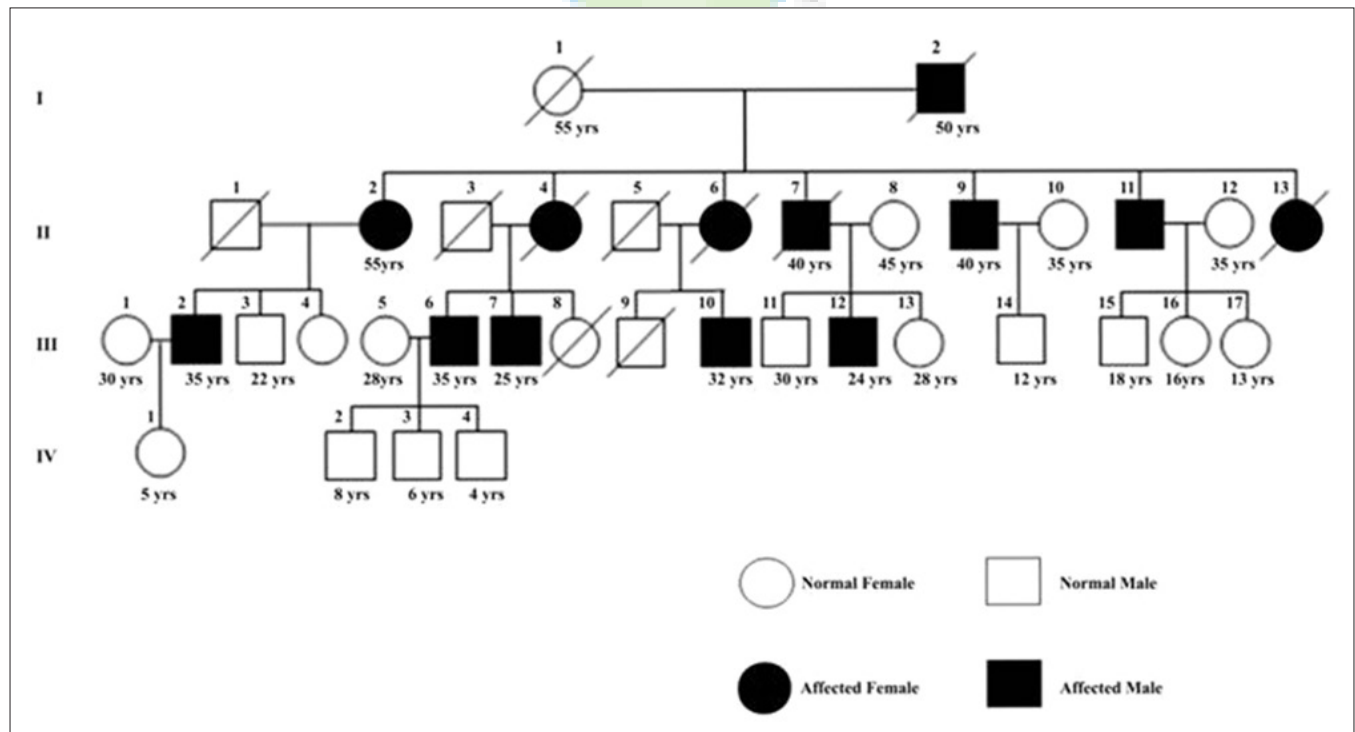 1 2
I
55 yrs 50 yrs
1 2 3 4 5 6 7 8 9 10 11 12 13
II
55yrs 40 yrs 45 yrs 40 yrs 35 yrs 35 yrs
1 2 3 4 5 6 7 8 9 10 11 12 13 14 15 16 17
III
30 yrs 35 yrs 22 yrs 28yrs 35 yrs 25 yrs 32 yrs 30 yrs 24 yrs 28 yrs 12 yrs 18 yrs 16yrs 13 yrs
1 2 3 4
IV
5 yrs 8 yrs 6 yrs 4 yrs
Normal Female Normal Male
Affected Female Affected Male